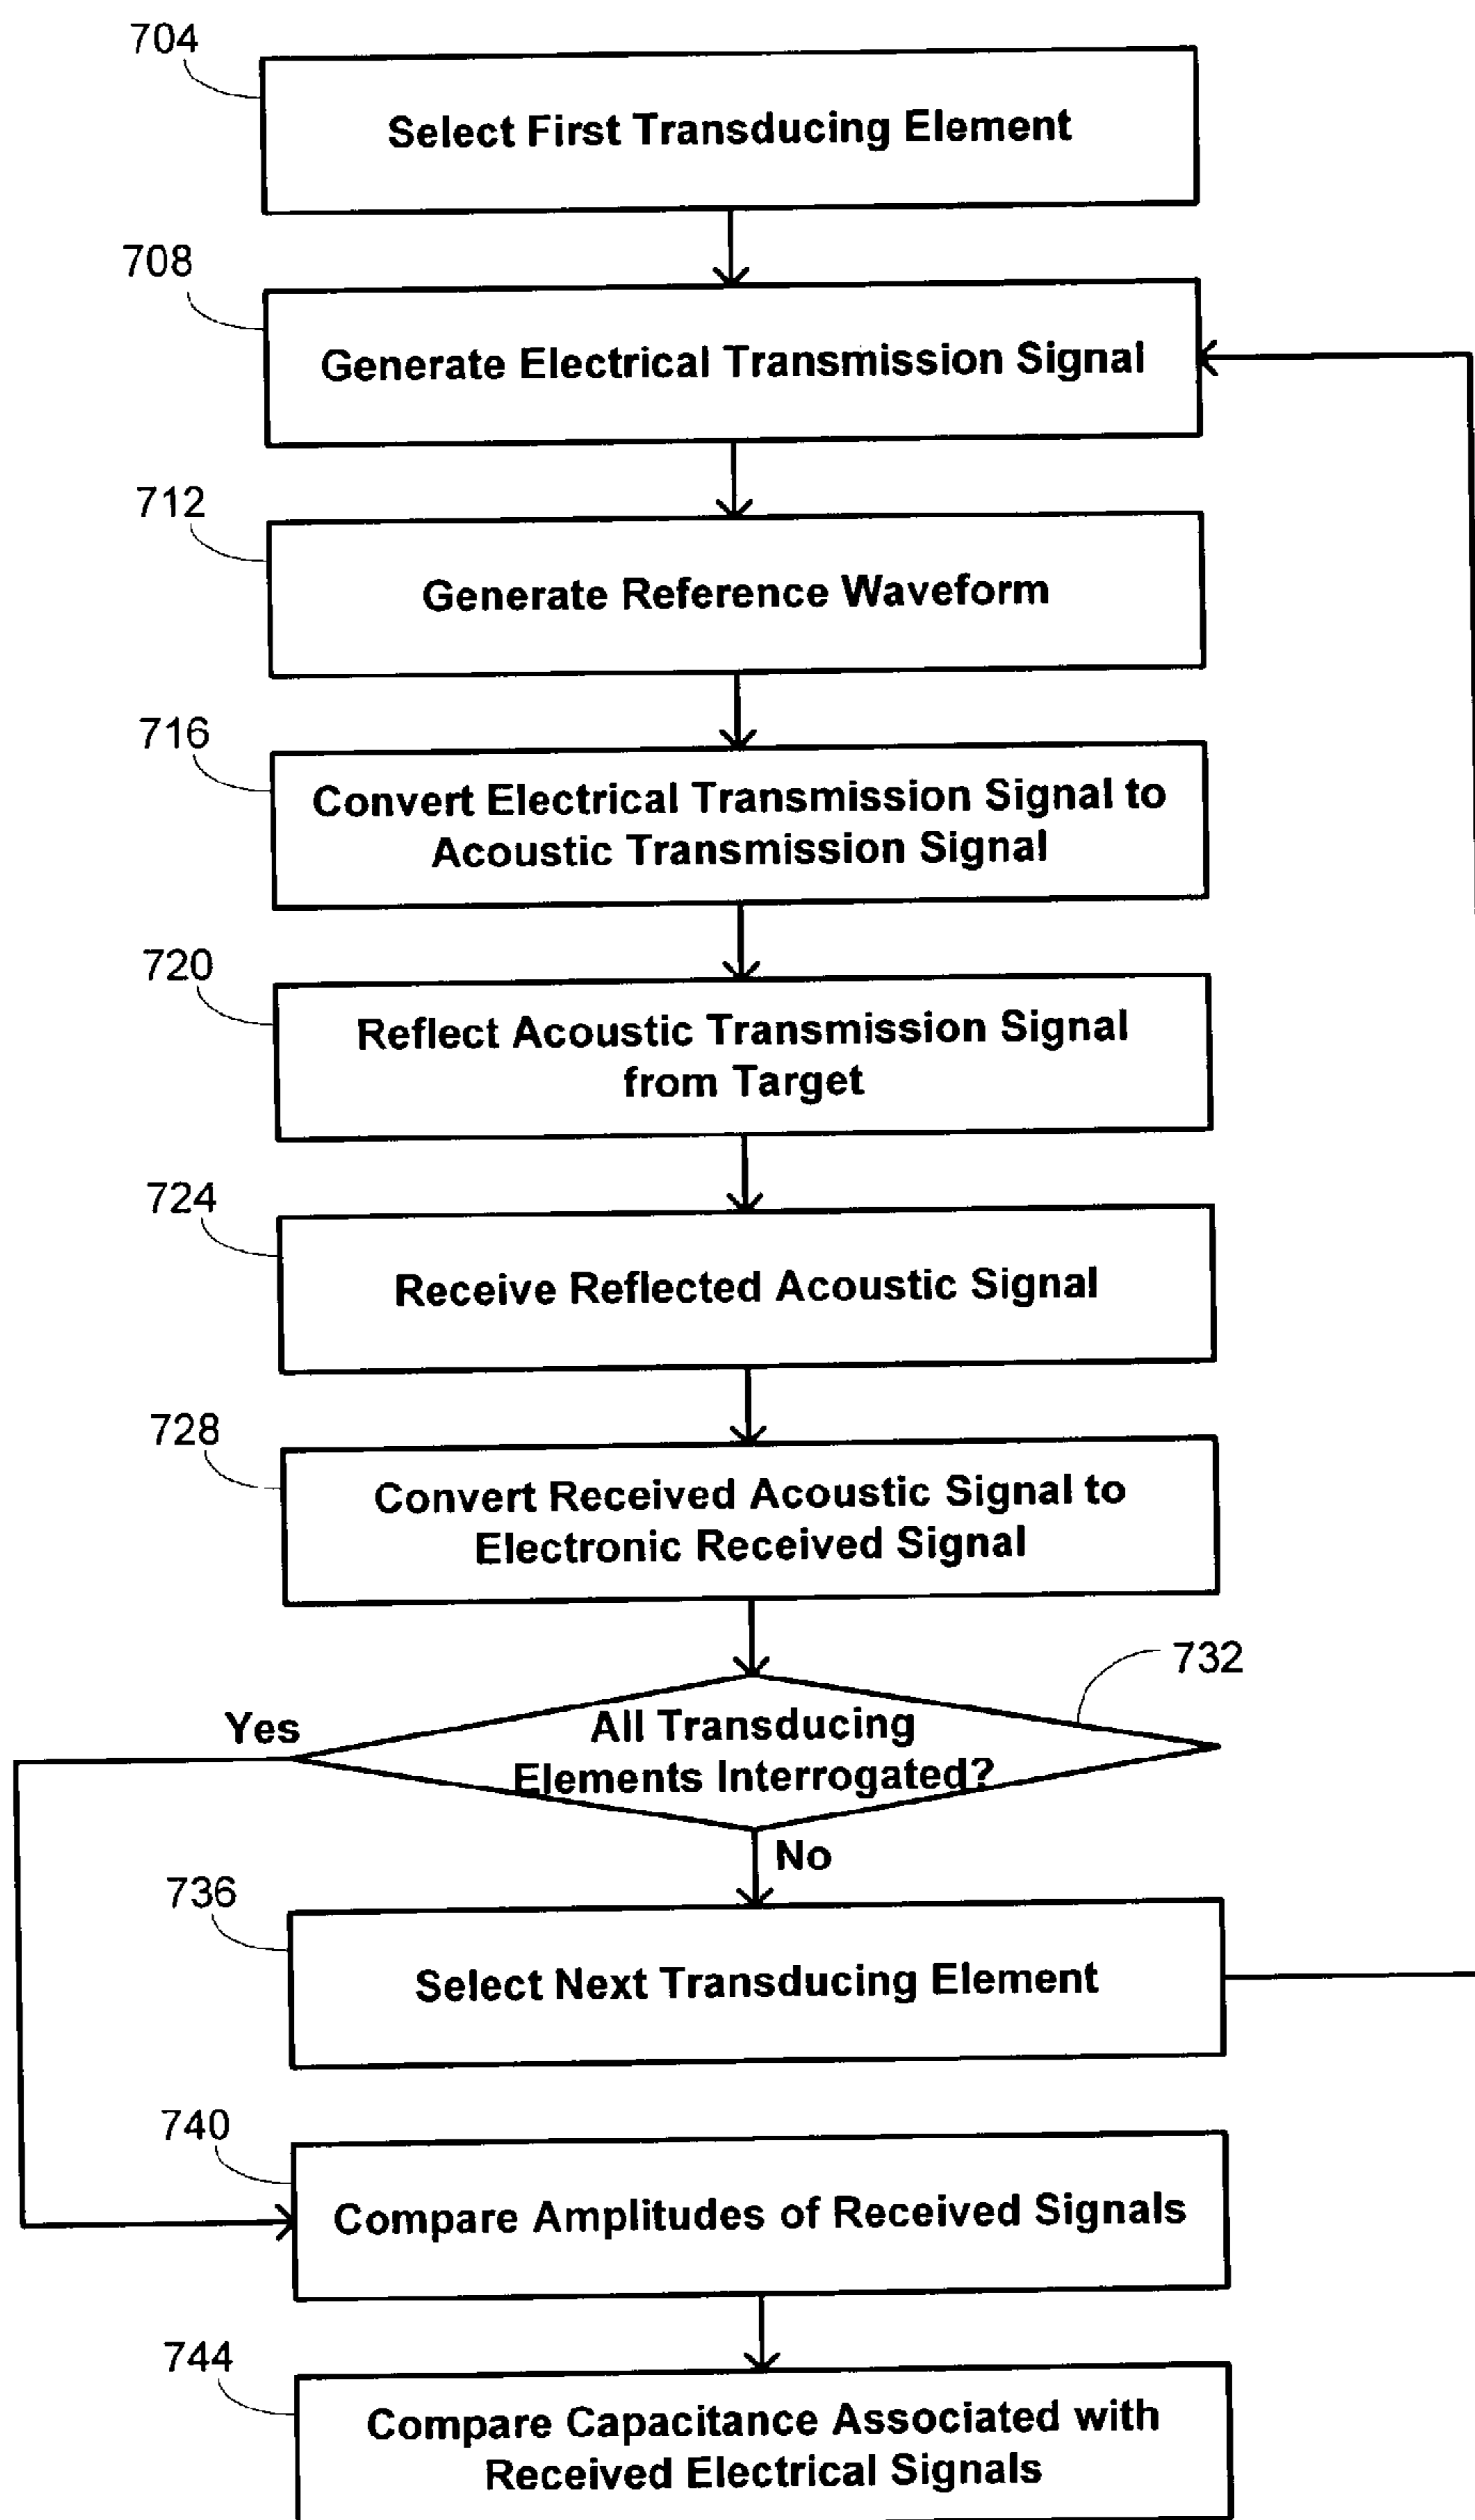 704
Select First Transducing Element
708
Generate Electrical Transmission Signal
712
Generate Reference Waveform
716
Convert Electrical Transmission Signal to
Acoustic Transmission Signal
720
Reflect Acoustic Transmission Signal
from Target
724
Receive Reflected Acoustic Signal
728
Convert Received Acoustic Signal to
Electronic Received Signal
732
Yes
All Transducing
Elements Interrogated?
No
736
Select Next Transducing Element
740
Compare Amplitudes of Received Signals
744
Compare Capacitance Associated with
Received Electrical Signals